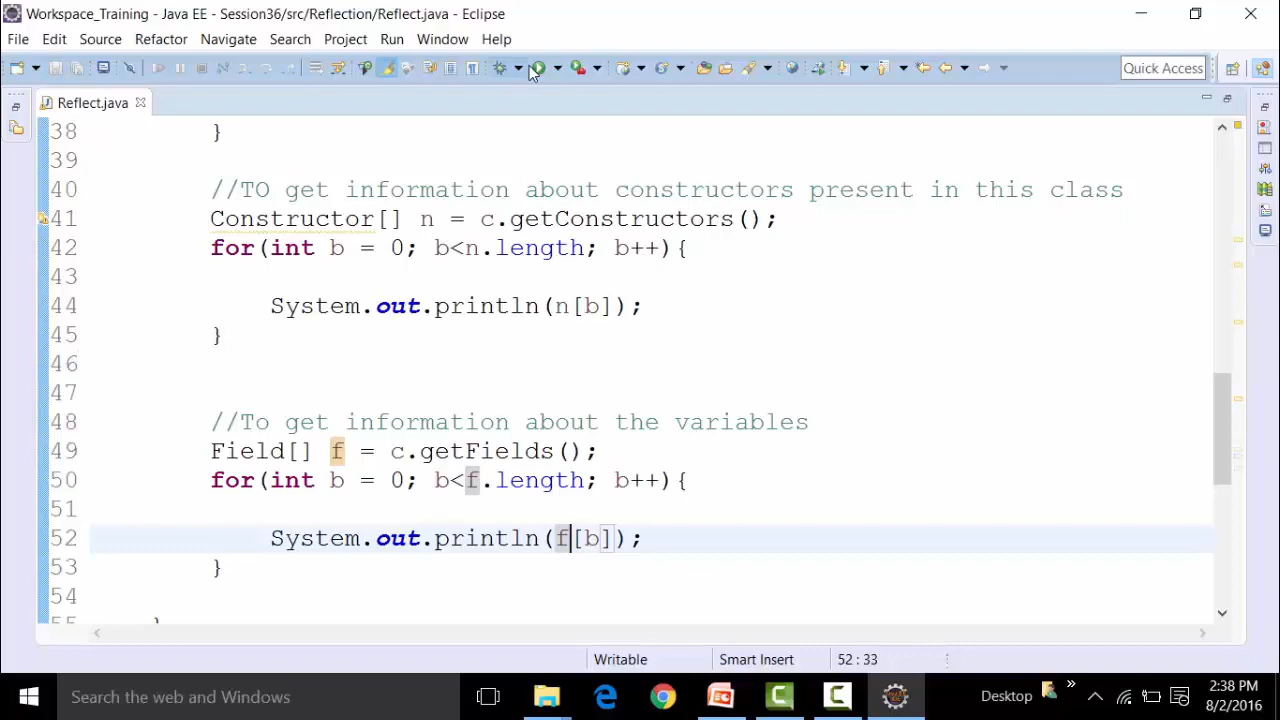 Workspace_Training - Java EE - Session36/src/Reflection/Reflect.java - Eclipse
File Edit Source Refactor Navigate Search Project Run Window Help
Quick Access
Reflect.java
38 }
39
40 //TO get information about constructors present in this class
41 Constructor[] n = c.getConstructors();
42 for(int b = 0; b<n.length; b++){
43
44 System.out.println(n[b]);
45 }
46
47
48 //To get information about the variables
49 Field[] f = c.getFields();
50 for(int b = 0; b<f.length; b++){
51
52 System.out.println(f[b]);
53 }
54
55 }
Writable Smart Insert 52 : 33
Search the web and Windows
Desktop
2:38 PM
8/2/2016